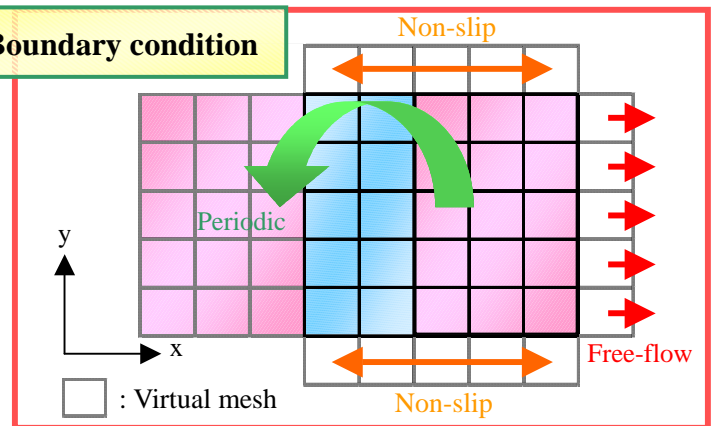 Boundary condition
Non-slip
Periodic
y
x
Free-flow
: Virtual mesh
Non-slip